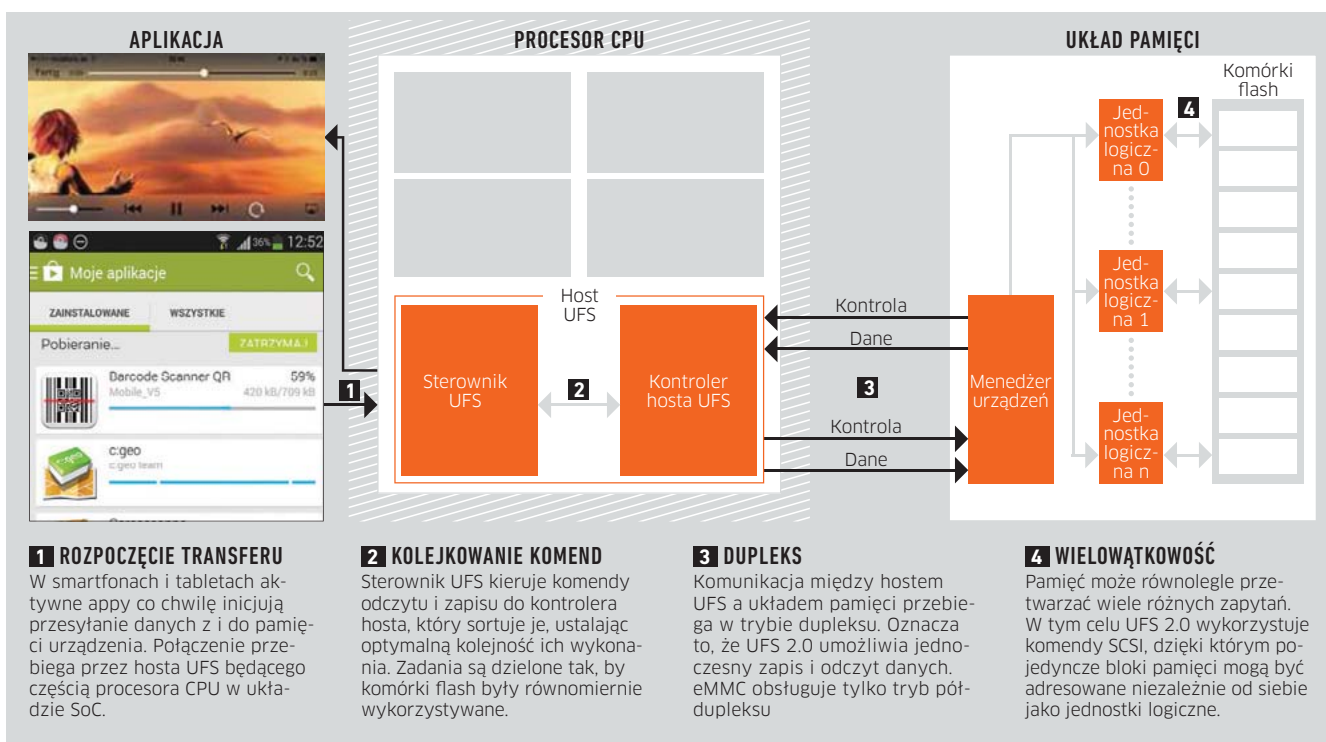 APLIKACJA
PROCESOR CPU
UKŁAD PAMIĘCI
36% 12:52
Moje aplikacje
ZAINSTALOWANE WSZYSTKIE
Pobieranie... ZATRZYMAJ
Barcode Scanner QR 59%
Mobile_V5 420 kB/709 kB
c:geo
c:geo team
1
Host
UFS
Sterownik
UFS
2
Kontroler
hosta UFS
Kontrola
Dane
3
Kontrola
Dane
Menedżer
urządzeń
Komórki
flash
4
Jed-
nostka
logicz-
na 0
Jed-
nostka
logicz-
na 1
Jed-
nostka
logicz-
na n
1 ROZPOCZĘCIE TRANSFERU
W smartfonach i tabletach ak-
tywne appy co chwilę inicjują
przesyłanie danych z i do pamię-
ci urządzenia. Połączenie prze-
biega przez hosta UFS będącego
częścią procesora CPU w ukła-
dzie SoC.
2 KOLEJKOWANIE KOMEND
Sterownik UFS kieruje komendy
odczytu i zapisu do kontrolera
hosta, który sortuje je, ustalając
optymalną kolejność ich wykona-
nia. Zadania są dzielone tak, by
komórki flash były równomiernie
wykorzystywane.
3 DUPLEKS
Komunikacja między hostem
UFS a układem pamięci przebie-
ga w trybie dupleksu. Oznacza
to, że UFS 2.0 umożliwia jedno-
czesny zapis i odczyt danych.
eMMC obsługuje tylko tryb pół-
dupleksu
4 WIELOWĄTKOWOŚĆ
Pamięć może równolegle prze-
twarzać wiele różnych zapytań.
W tym celu UFS 2.0 wykorzystuje
komendy SCSI, dzięki którym po-
jedyncze bloki pamięci mogą być
adresowane niezależnie od siebie
jako jednostki logiczne.